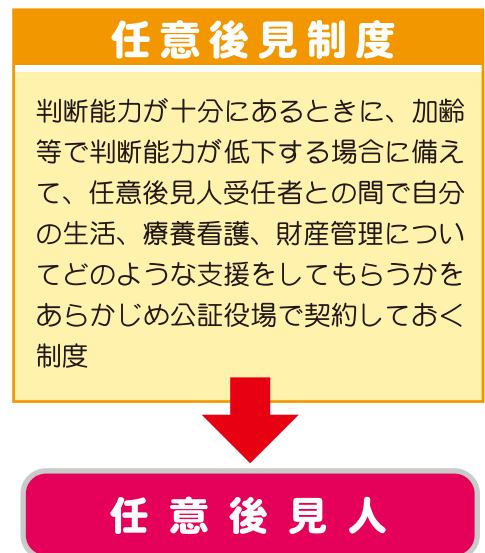 任意後見制度
判断能力が十分にあるときに、加齢
等で判断能力が低下する場合に備え
て、任意後見人受任者との間で自分
の生活、療養看護、財産管理につい
てどのような支援をしてもらうかを
あらかじめ公証役場で契約しておく
制度
任意後見人